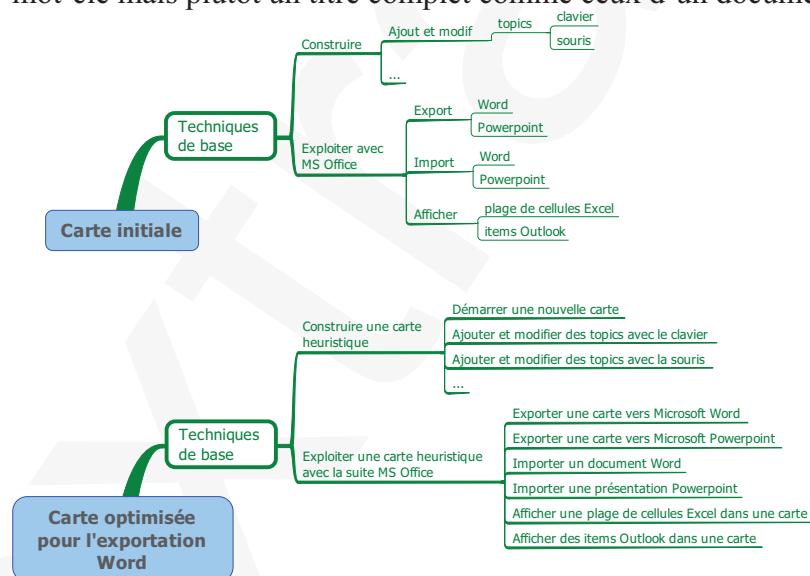 mot-clé mais plutôt un titre complet comme ceux d'un docume
Construire
Ajout et modif
topics
clavier
souris
...
Techniques
de base
Exploiter avec
MS Office
Export
Word
Powerpoint
Import
Word
Powerpoint
Afficher
plage de cellules Excel
items Outlook
Carte initiale
Construire une carte
heuristique
Démarrer une nouvelle carte
Ajouter et modifier des topics avec le clavier
Ajouter et modifier des topics avec la souris
...
Techniques
de base
Exploiter une carte heuristique
avec la suite MS Office
Exporter une carte vers Microsoft Word
Exporter une carte vers Microsoft Powerpoint
Importer un document Word
Importer une présentation Powerpoint
Afficher une plage de cellules Excel dans une carte
Afficher des items Outlook dans une carte
Carte optimisée
pour l'exportation
Word